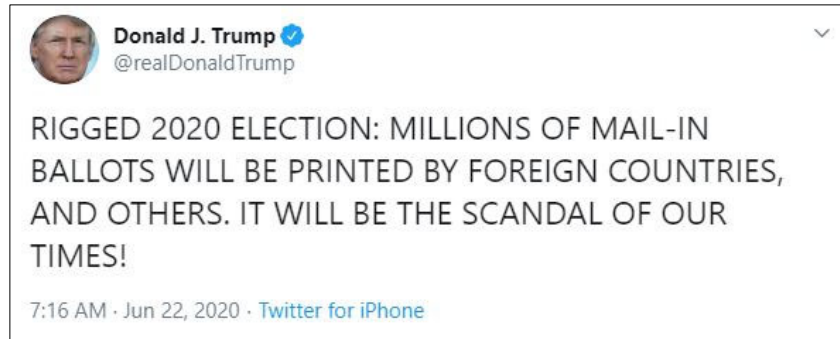 Donald J. Trump
@realDonaldTrump
RIGGED 2020 ELECTION: MILLIONS OF MAIL-IN
BALLOTS WILL BE PRINTED BY FOREIGN COUNTRIES,
AND OTHERS. IT WILL BE THE SCANDAL OF OUR
TIMES!
7:16 AM · Jun 22, 2020 · Twitter for iPhone